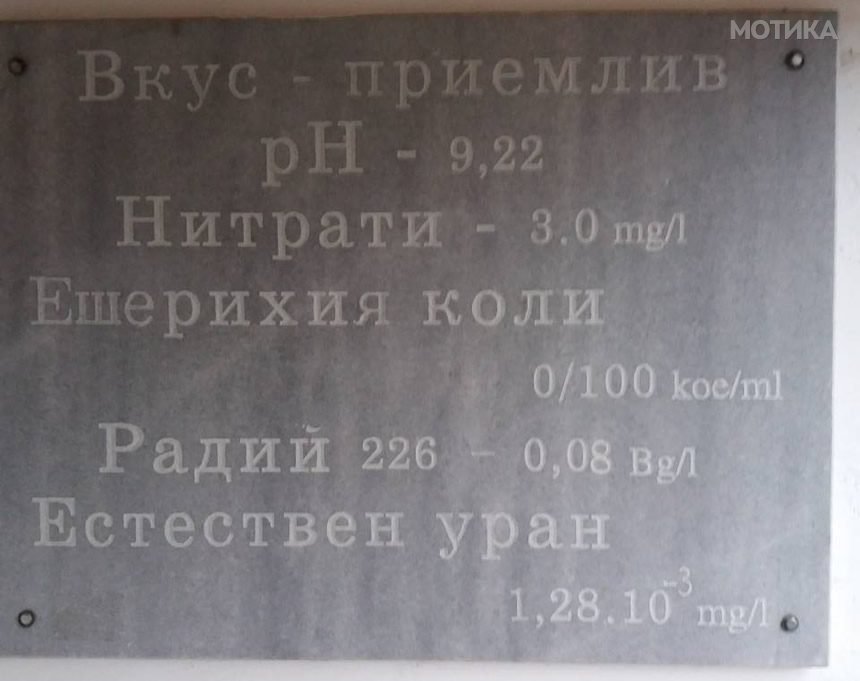 МОТИКА
Вкус - приемлив
pH - 9,22
Нитрати - 3.0 mg/l
Ешерихия коли
0/100 koe/ml
Радий 226 - 0,08 Bg/l
Естествен уран
1,28.10⁻³ mg/l